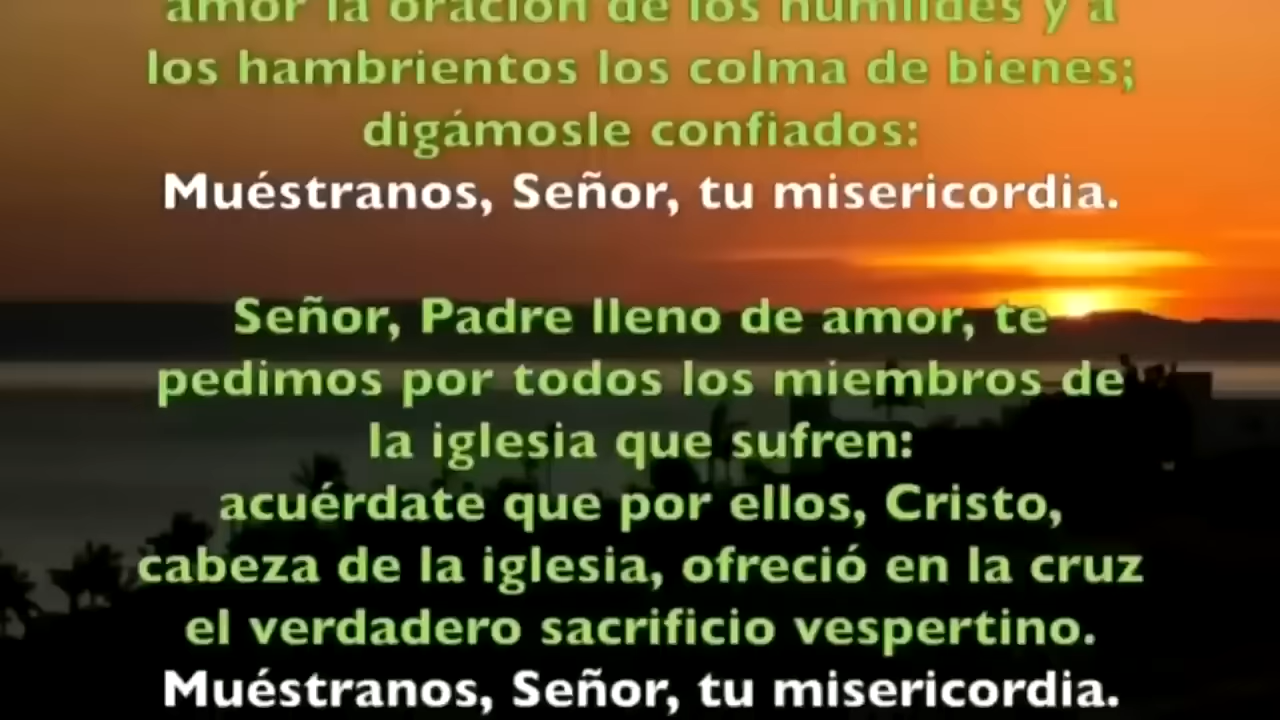 amor la oración de los humildes y a
los hambrientos los colma de bienes;
digámosle confiados:
Muéstranos, Señor, tu misericordia.
Señor, Padre lleno de amor, te
pedimos por todos los miembros de
la iglesia que sufren:
acuérdate que por ellos, Cristo,
cabeza de la iglesia, ofreció en la cruz
el verdadero sacrificio vespertino.
Muéstranos, Señor, tu misericordia.